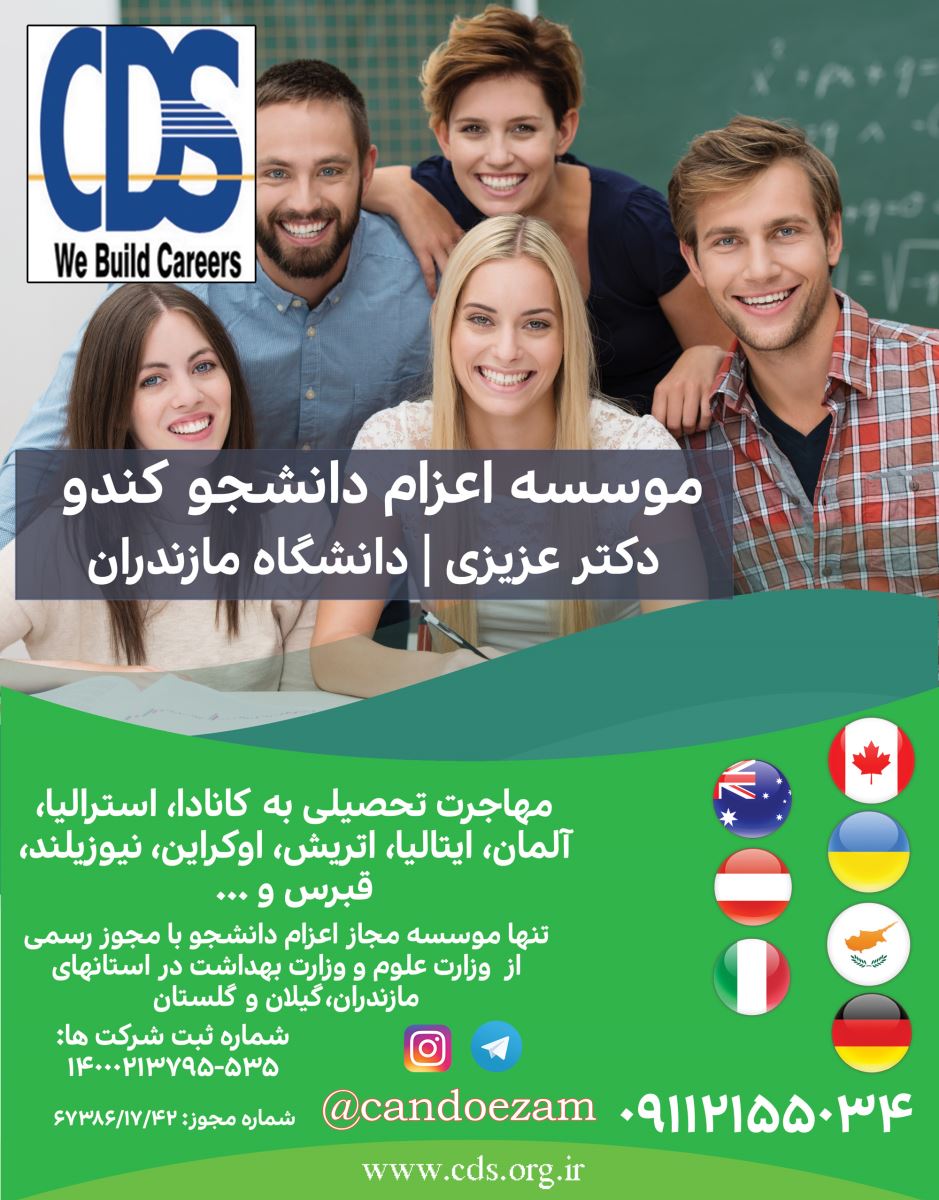 CDS
We Build Careers
موسسه اعزام دانشجو کندو
دکتر عزیزی | دانشگاه مازندران
مهاجرت تحصیلی به کانادا، استرالیا،
آلمان، ایتالیا، اتریش، اوکراین، نیوزیلند،
قبرس و ...
تنها موسسه مجاز اعزام دانشجو با مجوز رسمی
از وزارت علوم و وزارت بهداشت در استانهای
مازندران،گیلان و گلستان
شماره ثبت شرکت ها:
۱۴۰۰۰۲۱۳۷۹۵-۵۳۵
شماره مجوز: ۶۷۳۸۶/۱۷/۴۲
@candoezam
۰۹۱۱۲۱۵۵۰۳۴
www.cds.org.ir